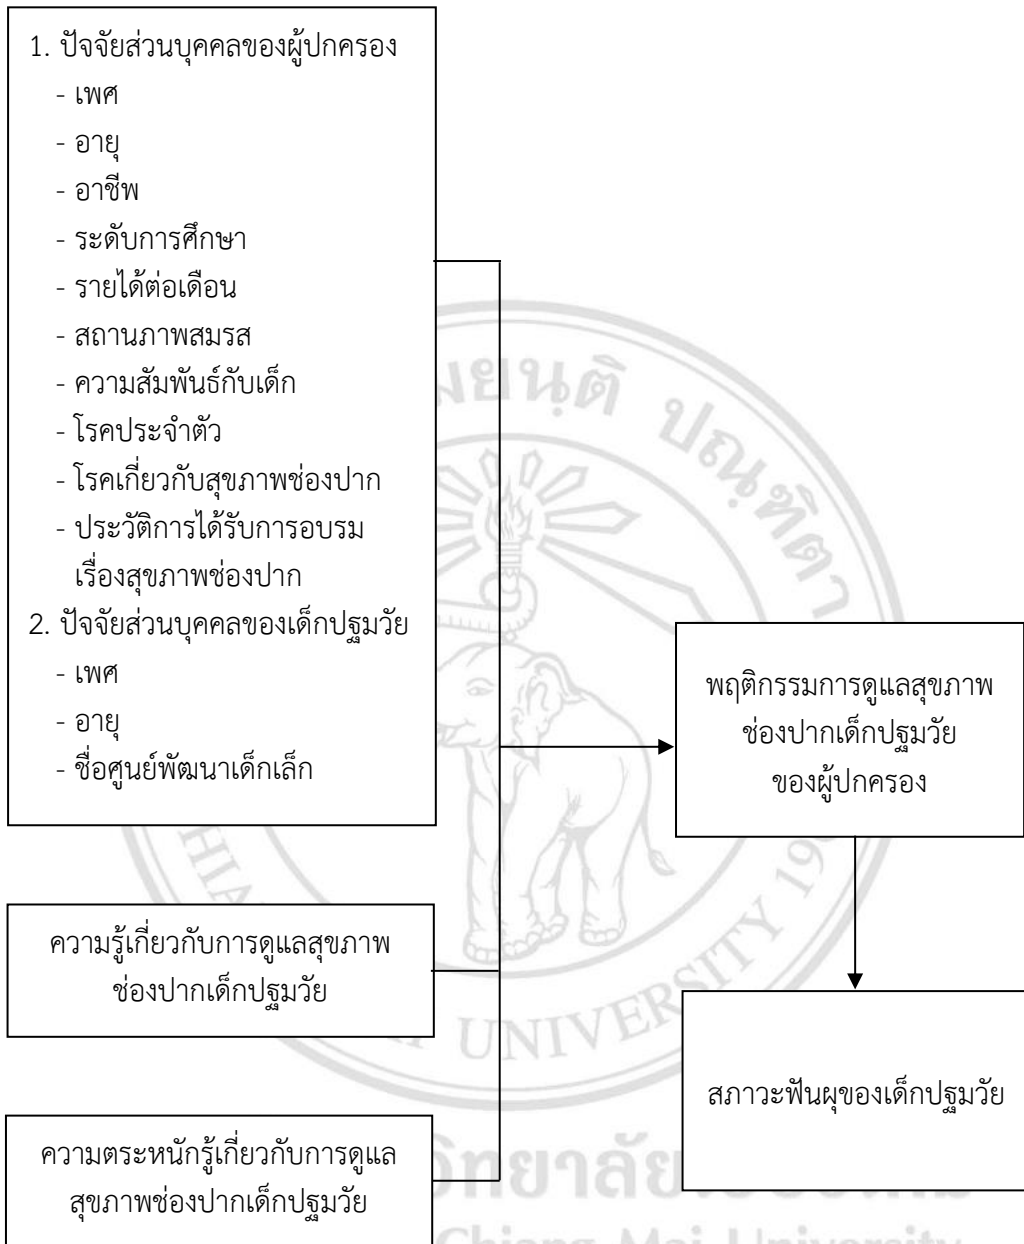 1. ปัจจัยส่วนบุคคลของผู้ปกครอง
- เพศ
- อายุ
- อาชีพ
- ระดับการศึกษา
- รายได้ต่อเดือน
- สถานภาพสมรส
- ความสัมพันธ์กับเด็ก
- โรคประจำตัว
- โรคเกี่ยวกับสุขภาพช่องปาก
- ประวัติการได้รับการอบรม
เรื่องสุขภาพช่องปาก
2. ปัจจัยส่วนบุคคลของเด็กปฐมวัย
- เพศ
- อายุ
- ชื่อศูนย์พัฒนาเด็กเล็ก
พฤติกรรมการดูแลสุขภาพ
ช่องปากเด็กปฐมวัย
ของผู้ปกครอง
ความรู้เกี่ยวกับการดูแลสุขภาพ
ช่องปากเด็กปฐมวัย
สภาวะฟันผุของเด็กปฐมวัย
ความตระหนักรู้เกี่ยวกับการดูแล
สุขภาพช่องปากเด็กปฐมวัย
ปณฺฑิตา
UNIVERSITY
Chiang Mai University